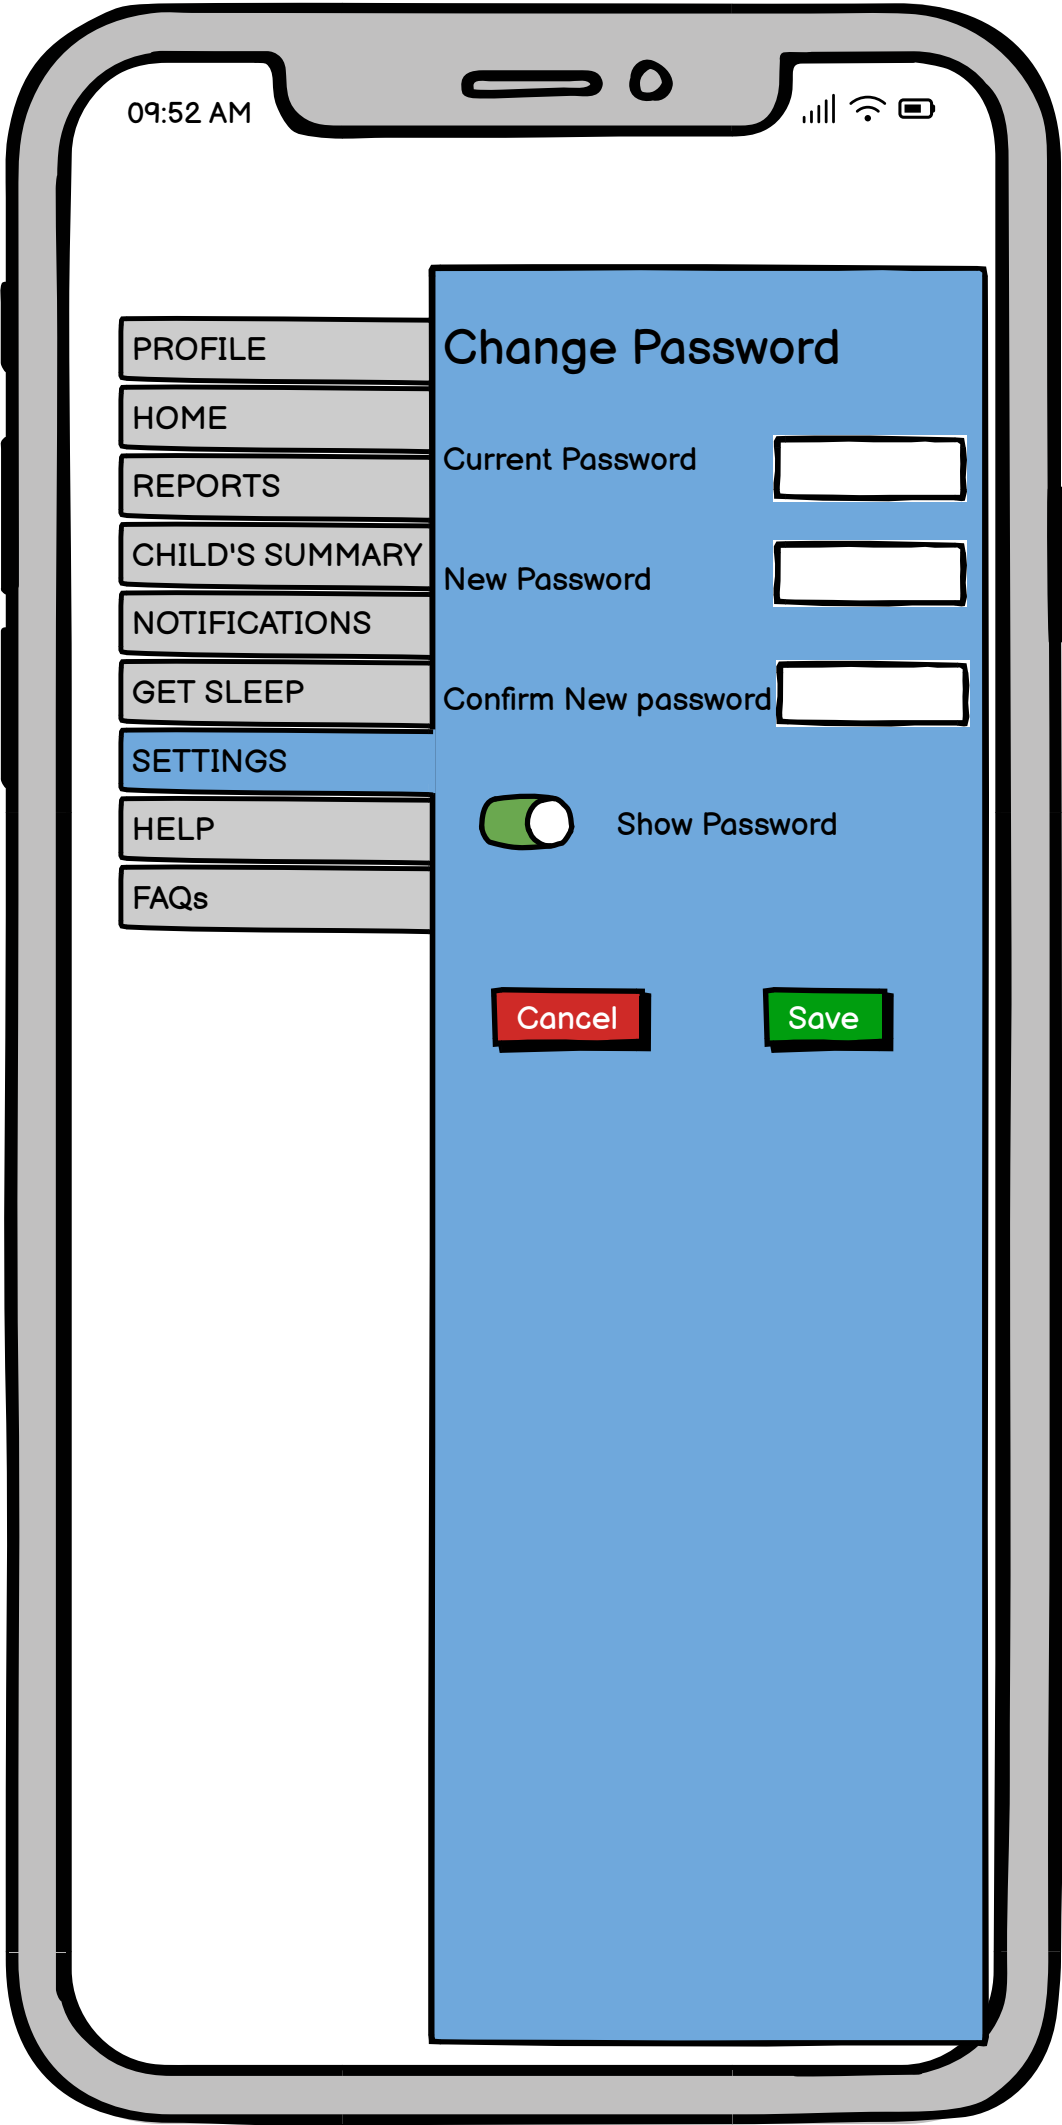 09:52 AM
PROFILE
HOME
REPORTS
CHILD'S SUMMARY
NOTIFICATIONS
GET SLEEP
SETTINGS
HELP
FAQs
Change Password
Current Password
New Password
Confirm New password
Show Password
Cancel
Save